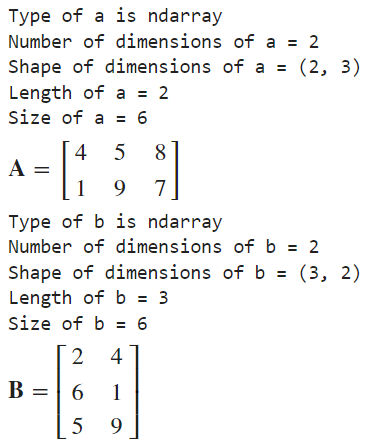 Type of a is ndarray
Number of dimensions of a = 2
Shape of dimensions of a = (2, 3)
Length of a = 2
Size of a = 6
4 5 8
A =
1 9 7
Type of b is ndarray
Number of dimensions of b = 2
Shape of dimensions of b = (3, 2)
Length of b = 3
Size of b = 6
2 4
B = 6 1
5 9